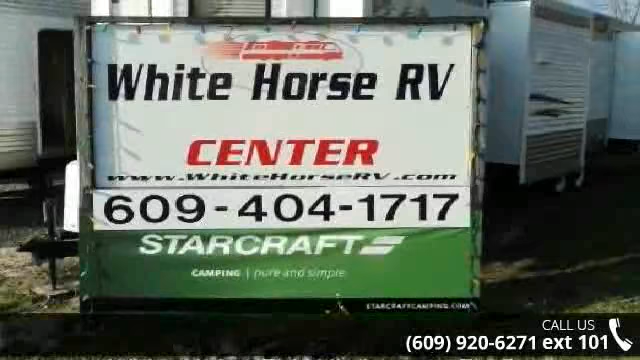 White Horse RV
CENTER
www.WhiteHorseRV.com
609-404-1717
STARCRAFT
CAMPING | pure and simple
STARCRAFTCAMPING.COM
CALL US
(609) 920-6271 ext 101